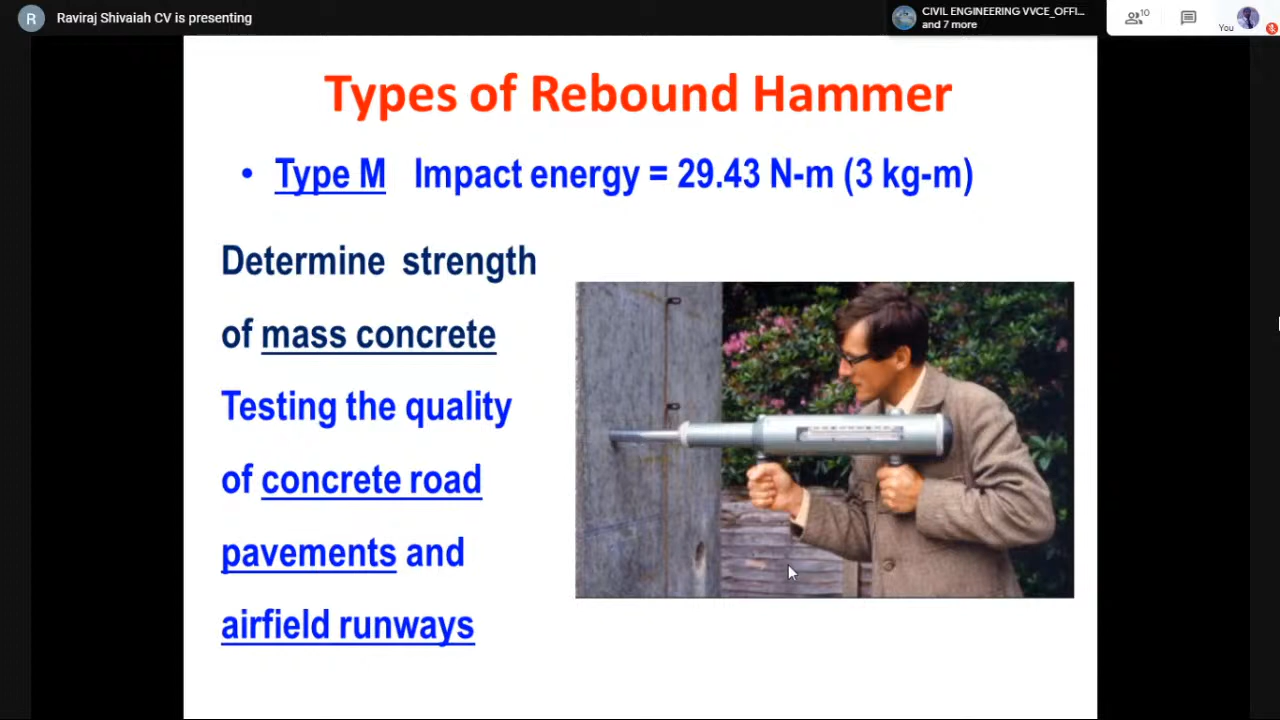 R
Raviraj Shivaiah CV is presenting
CIVIL ENGINEERING VVCE_OFFI...
and 7 more
10
You
Types of Rebound Hammer
• Type M Impact energy = 29.43 N-m (3 kg-m)
Determine strength
of mass concrete
Testing the quality
of concrete road
pavements and
airfield runways